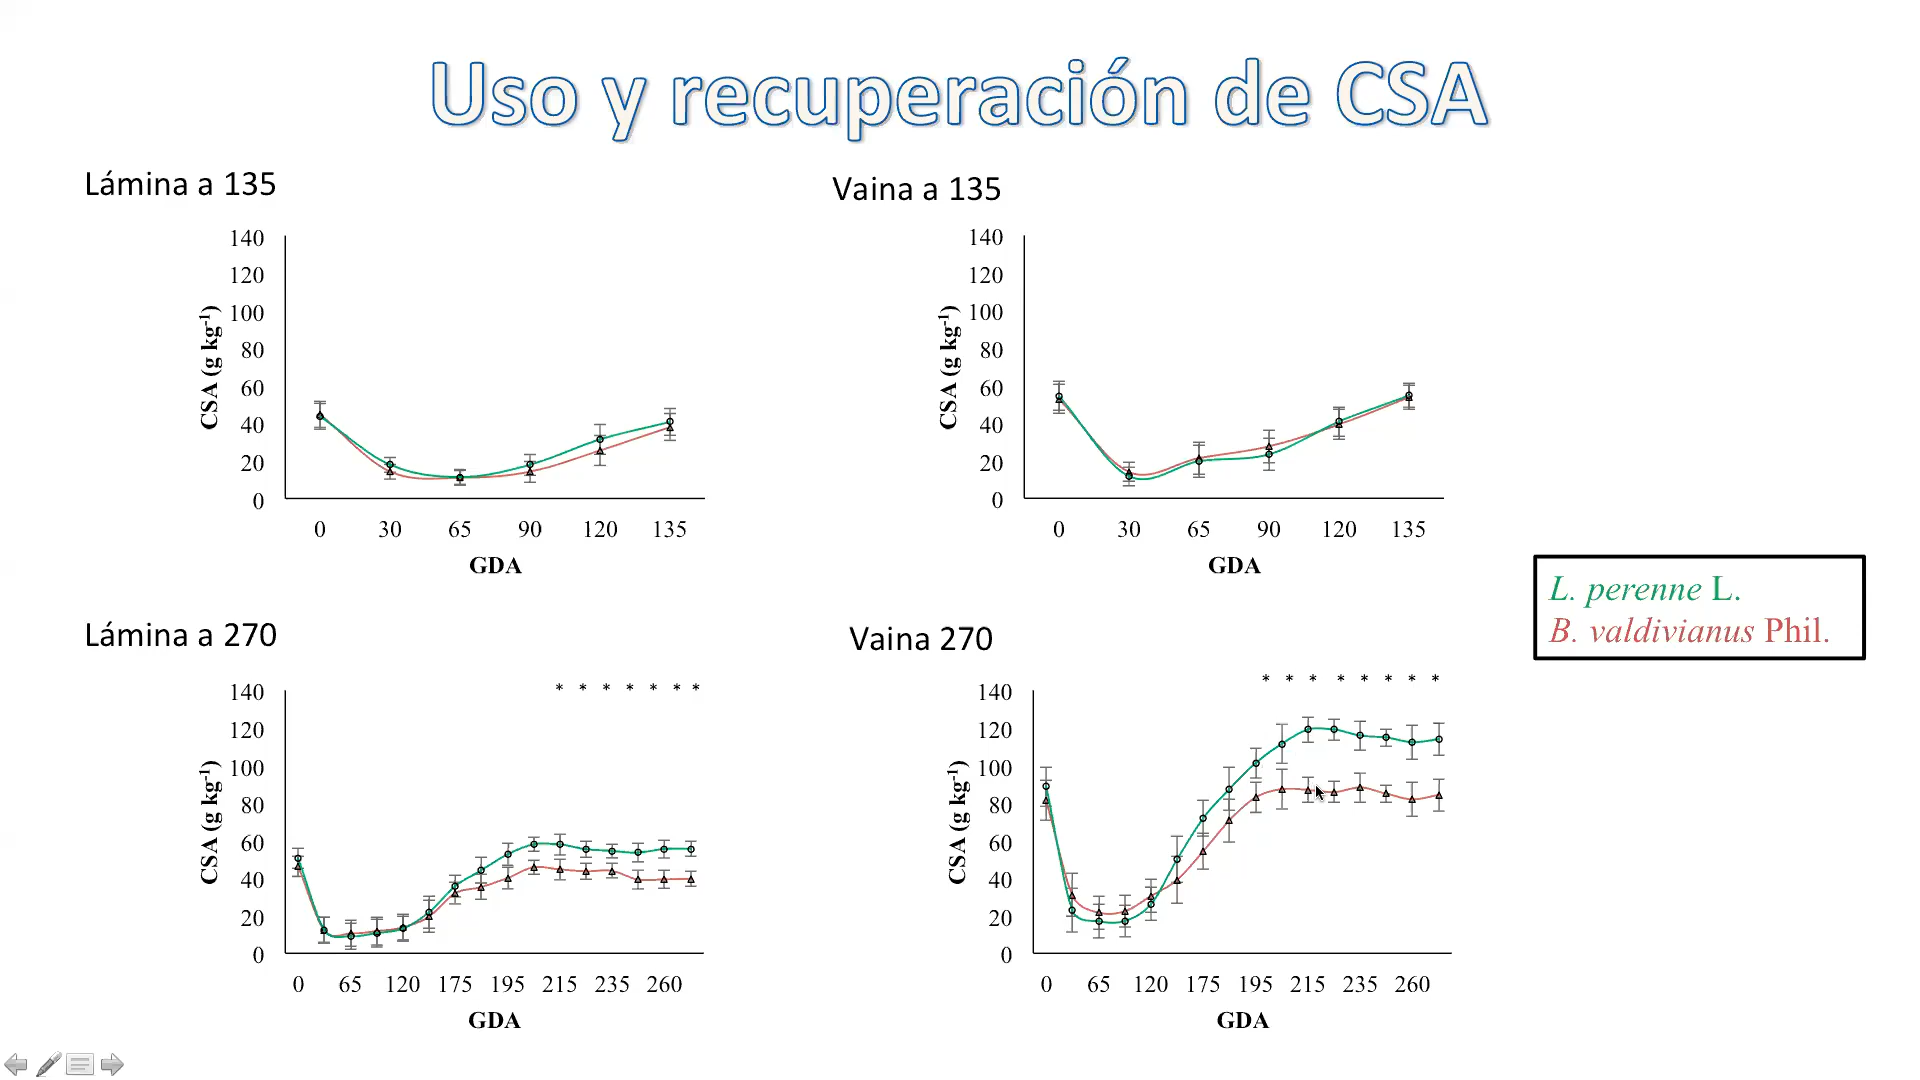 Uso y recuperación de CSA
Lámina a 135
140
120
100
80
60
40
20
0
CSA (g kg-1)
0 30 65 90 120 135
GDA
Vaina a 135
140
120
100
80
60
40
20
0
CSA (g kg-1)
0 30 65 90 120 135
GDA
L. perenne L.
B. valdivianus Phil.
Lámina a 270
* * * * * * *
140
120
100
80
60
40
20
0
CSA (g kg-1)
0 65 120 175 195 215 235 260
GDA
Vaina 270
* * * * * * * *
140
120
100
80
60
40
20
0
CSA (g kg-1)
0 65 120 175 195 215 235 260
GDA